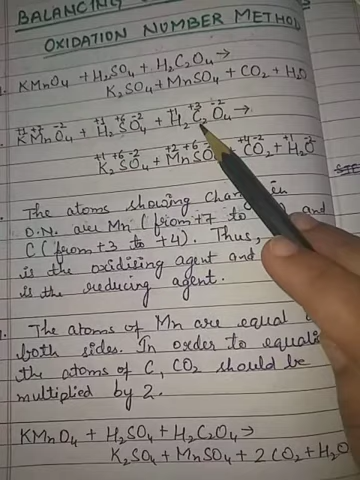 BALANCING
OXIDATION NUMBER METHOD
KMnO₄ + H₂SO₄ + H₂C₂O₄ →
K₂SO₄ + MnSO₄ + CO₂ + H₂O
+1 +7 -2 +1 +6 -2 +1 +3 -2
KMnO₄ + H₂SO₄ + H₂C₂O₄ →
+1 +6 -2 +2 +6 -2 +4 -2 +1 -2
K₂SO₄ + MnSO + CO₂ + H₂O
The atoms showing change in
O.N. are Mn (from +7 to and
C (from +3 to +4). Thus,
is the oxidising agent and
is the reducing agent.
The atoms of Mn are equal
both sides. In order to
the atoms of C, CO₂ should be
multiplied by 2.
KMnO₄ + H₂SO₄ + H₂C₂O₄ →
K₂SO₄ + MnSO₄ + 2CO₂ + H₂O